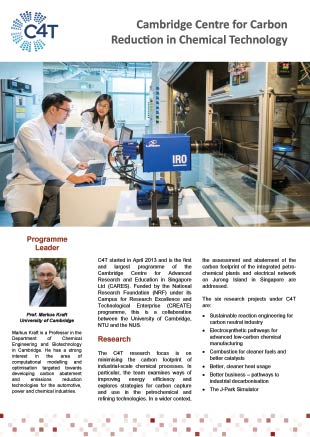 C4T
Cambridge Centre for Carbon
Reduction in Chemical Technology
IRO
Programme
Leader
Prof. Markus Kraft
University of Cambridge
Markus Kraft is a Professor in the
Department of Chemical
Engineering and Biotechnology
in Cambridge. He has a strong
interest in the area of
computational modelling and
optimisation targeted towards
developing carbon abatement
and emissions reduction
technologies for the automotive,
power and chemical industries.
C4T started in April 2013 and is the first
and largest programme of the
Cambridge Centre for Advanced
Research and Education in Singapore
Ltd (CARES). Funded by the National
Research Foundation (NRF) under its
Campus for Research Excellence and
Technological Enterprise (CREATE)
programme, this is a collaboration
between the University of Cambridge,
NTU and the NUS.
Research
The C4T research focus is on
minimising the carbon footprint of
industrial-scale chemical processes. In
particular, the team examines ways of
improving energy efficiency and
explores strategies for carbon capture
and use in the petrochemical and
refining technologies. In a wider context,
the assessment and abatement of the
carbon footprint of the integrated petro-
chemical plants and electrical network
on Jurong Island in Singapore are
addressed.
The six research projects under C4T
are:
• Sustainable reaction engineering for
carbon neutral industry
• Electrosynthetic pathways for
advanced low-carbon chemical
manufacturing
• Combustion for cleaner fuels and
better catalysts
• Better, cleaner heat usage
• Better business – pathways to
industrial decarbonisation
• The J-Park Simulator